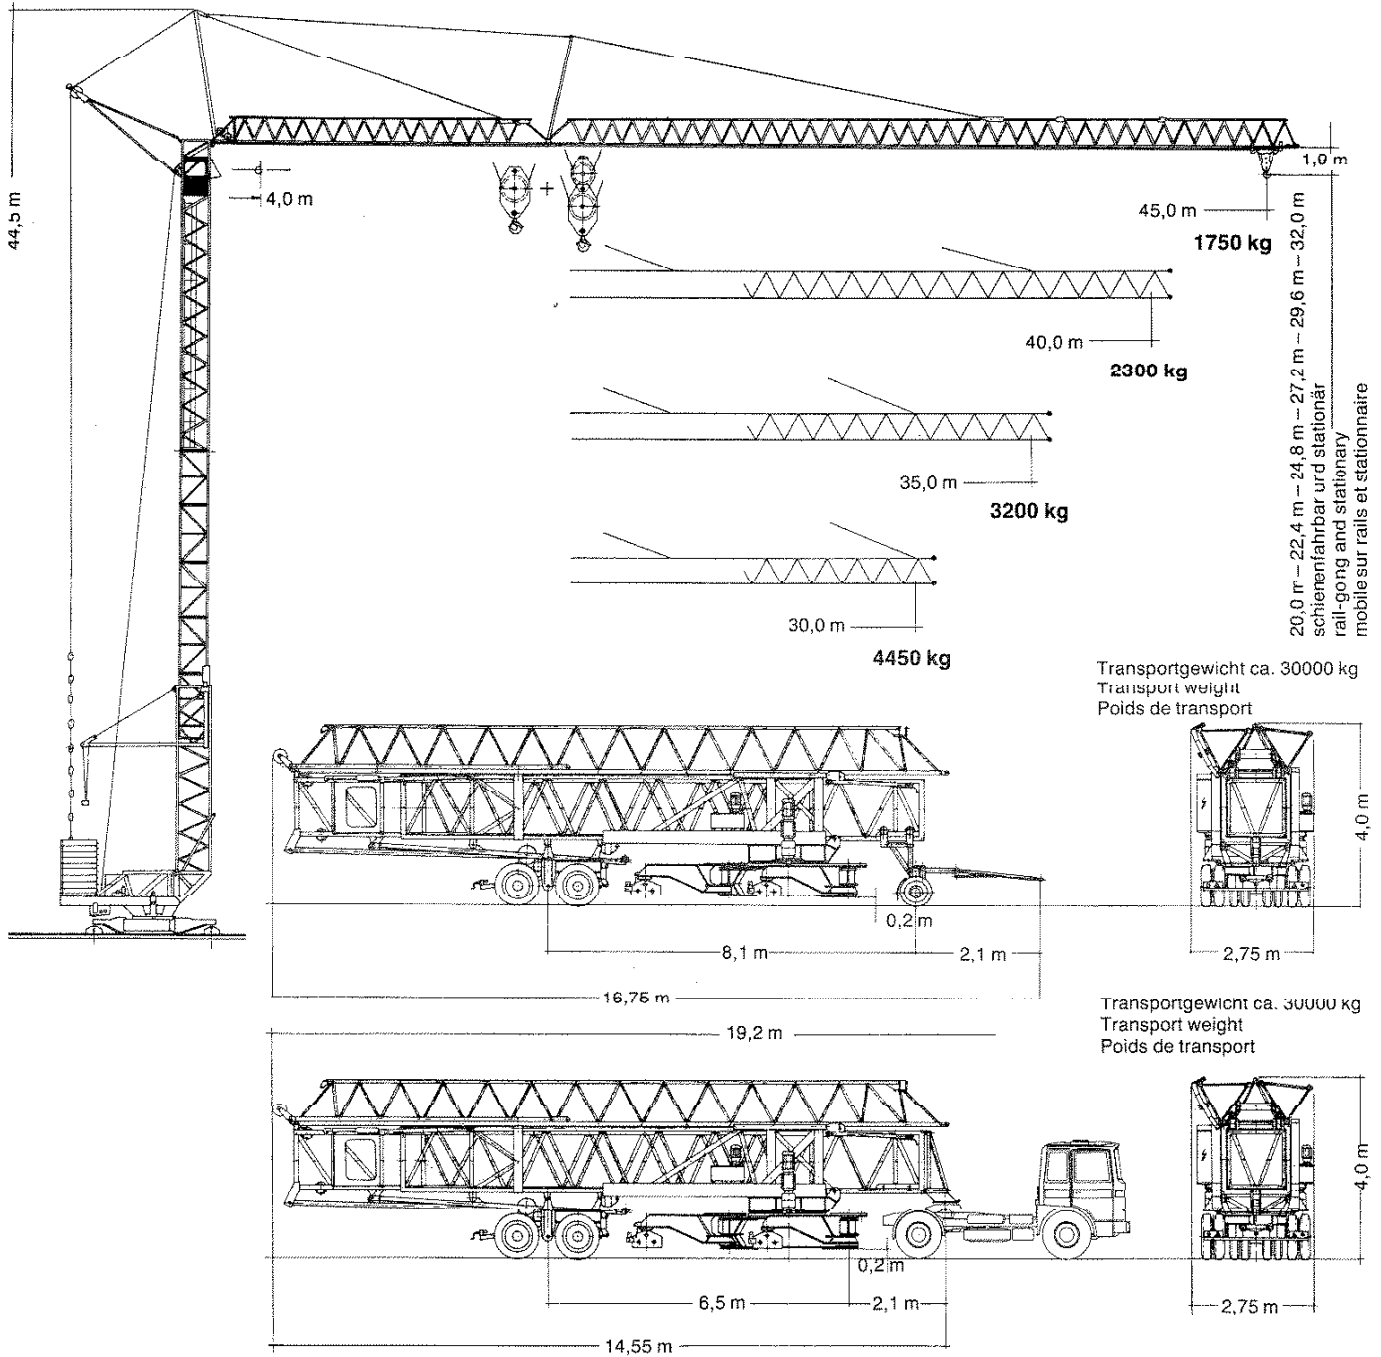 44,5 m
4,0 m
+
1,0 m
45,0 m
1750 kg
40,0 m
2300 kg
35,0 m
3200 kg
30,0 m
4450 kg
20,0 m – 22,4 m – 24,8 m – 27,2 m – 29,6 m – 32,0 m
schienenfahrbar urd stationär
rail-gong and stationary
mobile sur rails et stationnaire
Transportgewicht ca. 30000 kg
Transport weight
Poids de transport
4,0 m
0,2 m
8,1 m
2,1 m
2,75 m
16,75 m
Transportgewicht ca. 30000 kg
Transport weight
Poids de transport
19,2 m
4,0 m
0,2 m
6,5 m
2,1 m
2,75 m
14,55 m